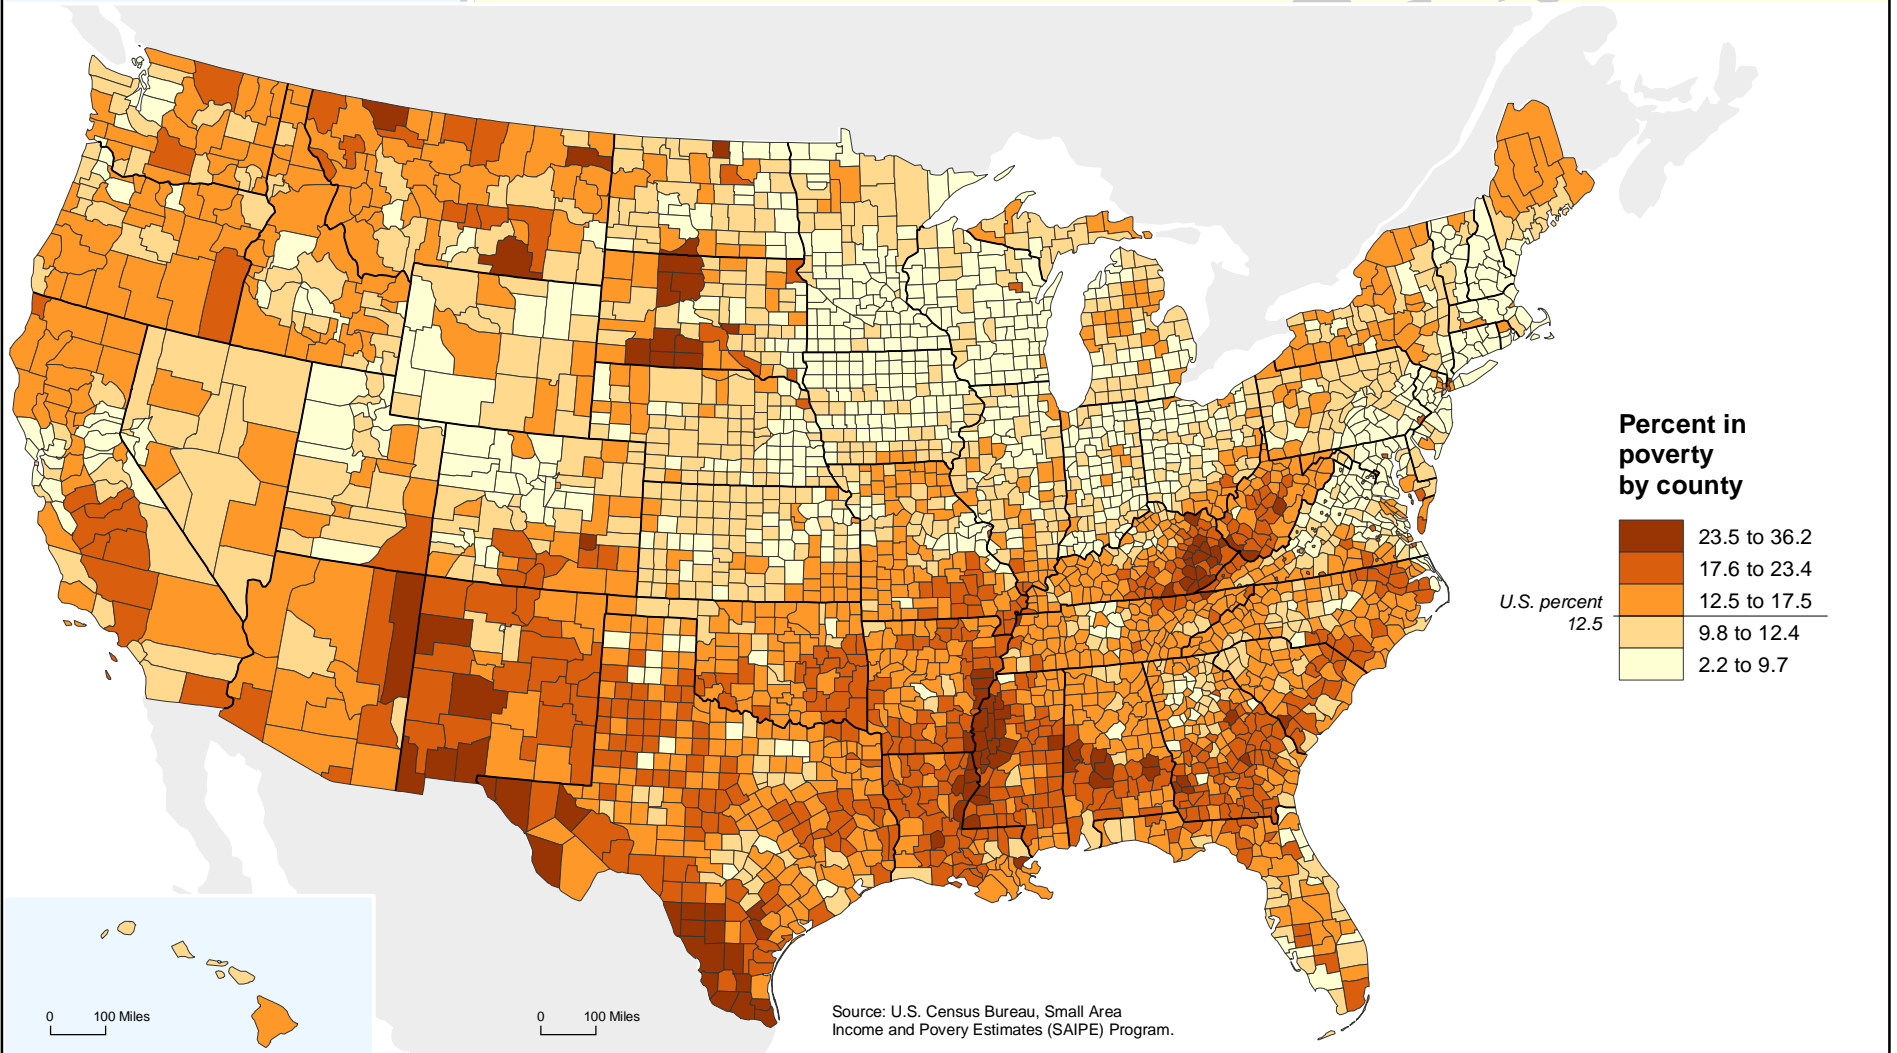 Percent in
poverty
by county
23.5 to 36.2
17.6 to 23.4
12.5 to 17.5
U.S. percent
12.5
9.8 to 12.4
2.2 to 9.7
0 100 Miles
0 100 Miles
Source: U.S. Census Bureau, Small Area
Income and Povery Estimates (SAIPE) Program.